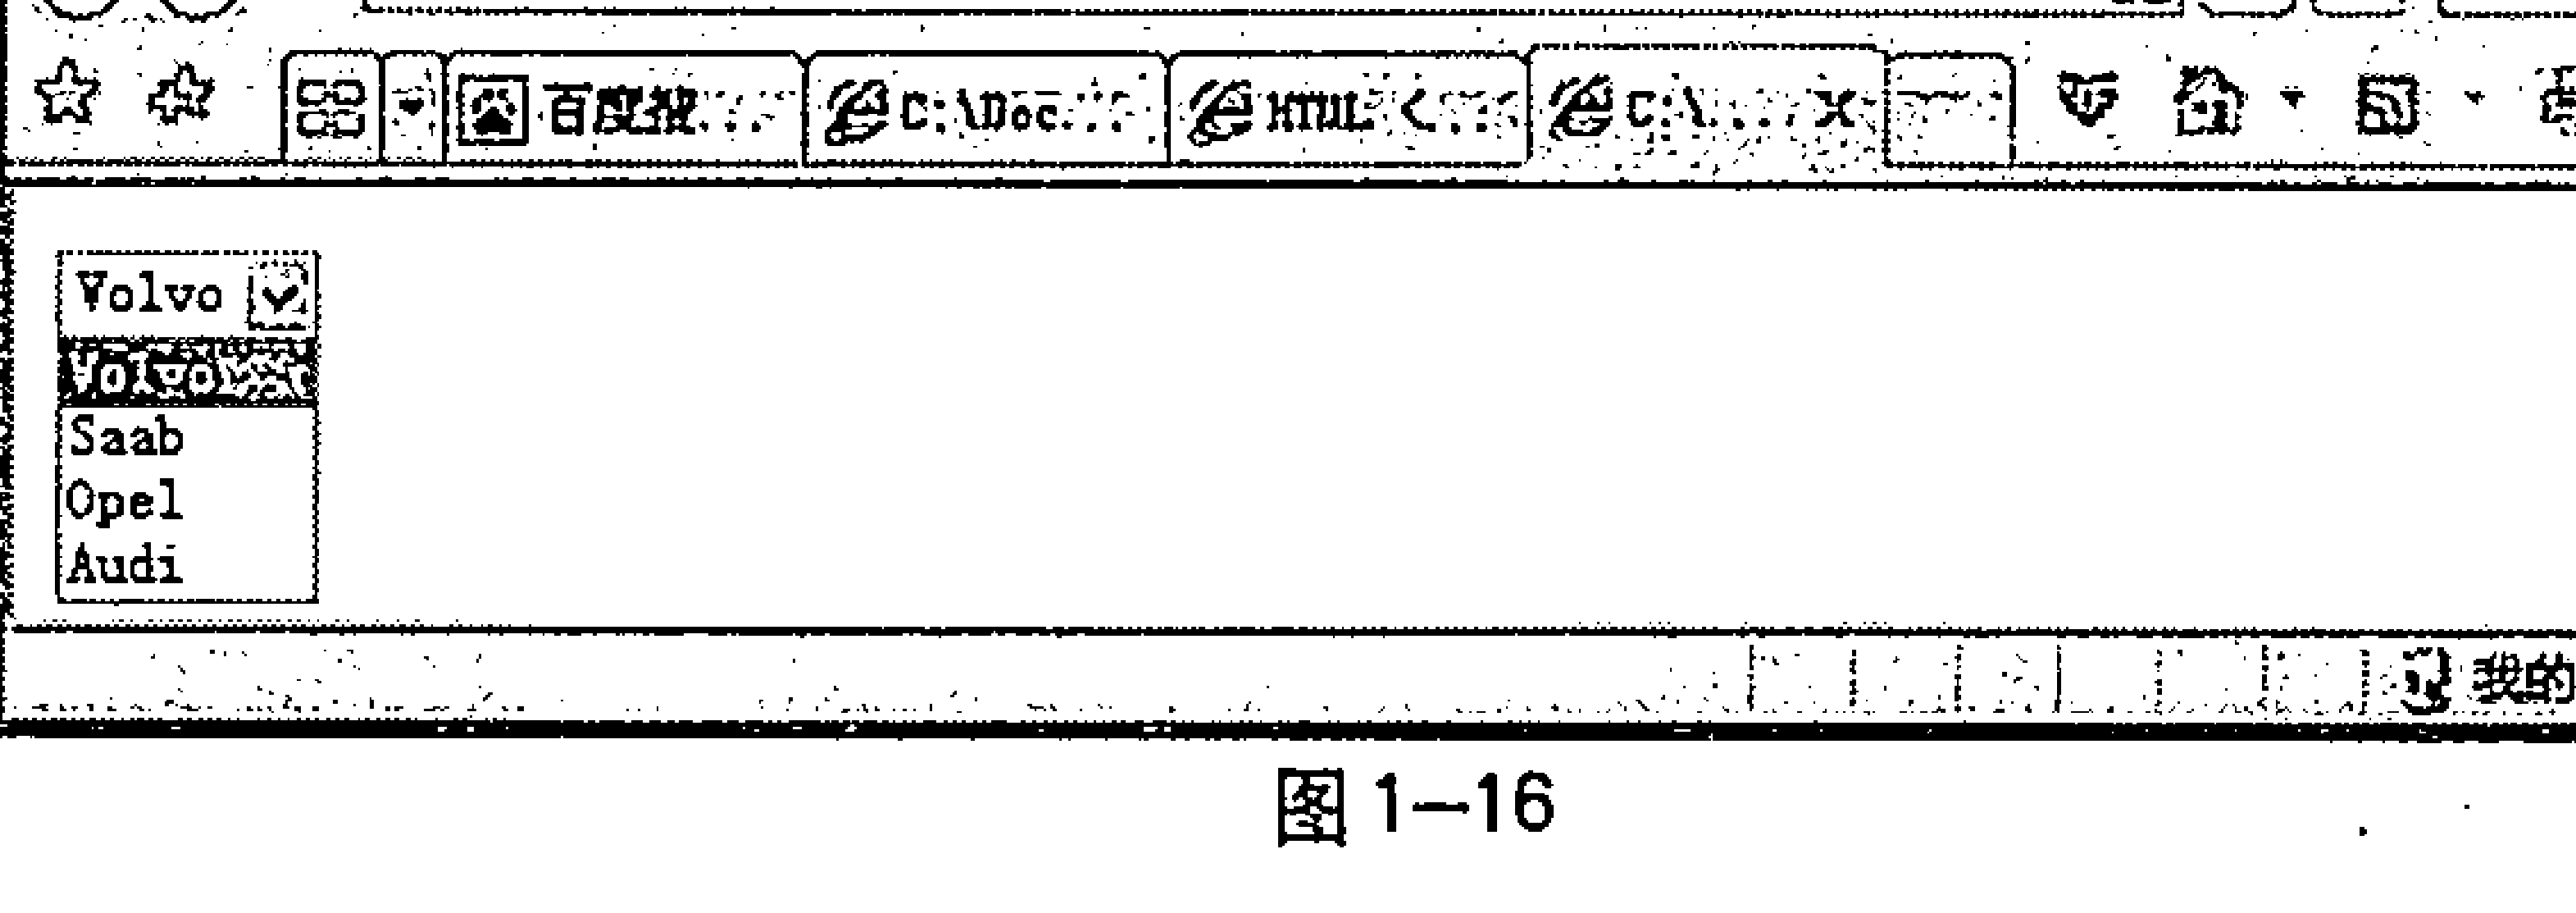 百度搜... C:\Doc... HTML <... C:\... X
Volvo
Volvo
Saab
Opel
Audi
我的
图 1—16